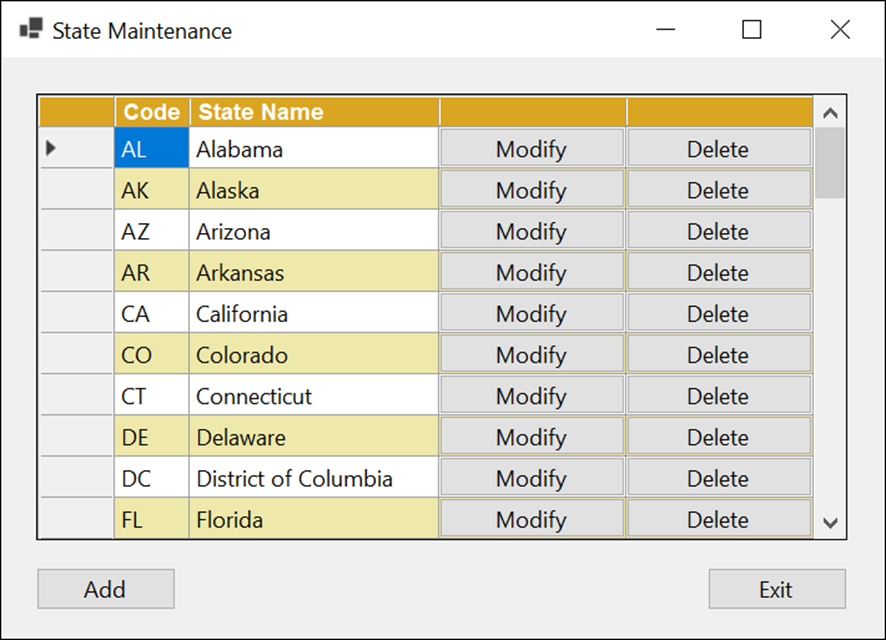 State Maintenance
Code State Name
AL Alabama Modify Delete
AK Alaska Modify Delete
AZ Arizona Modify Delete
AR Arkansas Modify Delete
CA California Modify Delete
CO Colorado Modify Delete
CT Connecticut Modify Delete
DE Delaware Modify Delete
DC District of Columbia Modify Delete
FL Florida Modify Delete
Add Exit